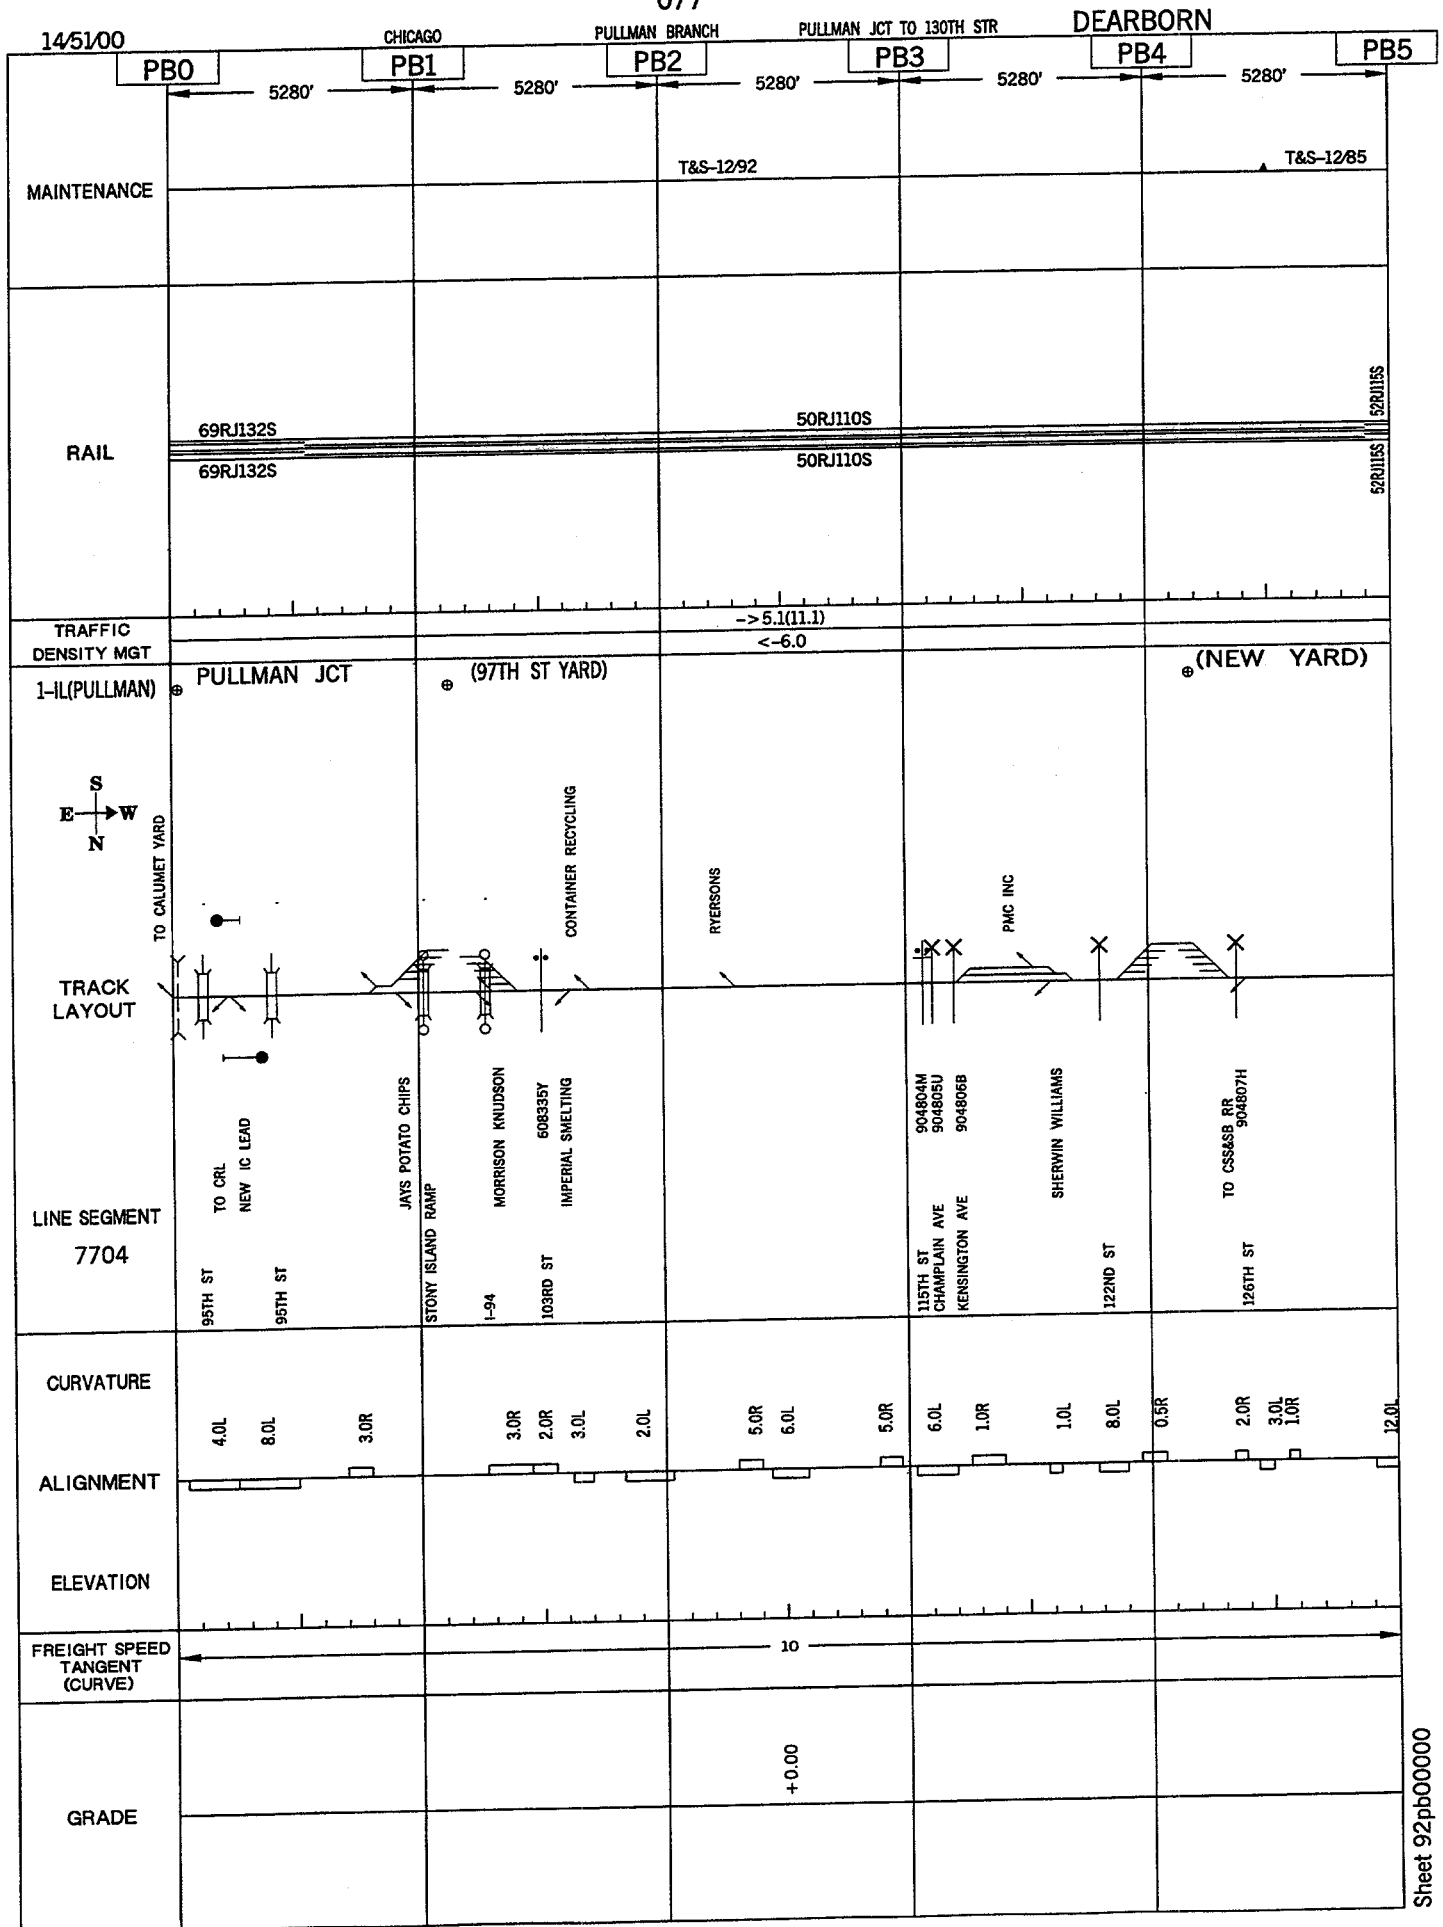 077
14/51/00
CHICAGO
PULLMAN BRANCH
PULLMAN JCT TO 130TH STR
DEARBORN
PB0
PB1
PB2
PB3
PB4
PB5
5280'
5280'
5280'
5280'
5280'
MAINTENANCE
T&S-12/92
T&S-12/85
RAIL
69RJ132S
50RJ110S
52RJ115S
69RJ132S
50RJ110S
52RJ115S
TRAFFIC
DENSITY MGT
->5.1(11.1)
<-6.0
1-IL(PULLMAN)
PULLMAN JCT
(97TH ST YARD)
(NEW YARD)
S
E
W
N
TO CALUMET YARD
CONTAINER RECYCLING
RYERSONS
PMC INC
TRACK
LAYOUT
TO CRL
NEW IC LEAD
JAYS POTATO CHIPS
MORRISON KNUDSON
608335Y
IMPERIAL SMELTING
904804M
904805U
904806B
SHERWIN WILLIAMS
TO CSS&SB RR
904807H
LINE SEGMENT
7704
95TH ST
95TH ST
STONY ISLAND RAMP
I-94
103RD ST
115TH ST
CHAMPLAIN AVE
KENSINGTON AVE
122ND ST
126TH ST
CURVATURE
4.0L
8.0L
3.0R
3.0R
2.0R
3.0L
2.0L
5.0R
6.0L
5.0R
6.0L
1.0R
1.0L
8.0L
0.5R
2.0R
3.0L
1.0R
12.0L
ALIGNMENT
ELEVATION
FREIGHT SPEED
TANGENT
(CURVE)
10
GRADE
+0.00
Sheet 92pb00000